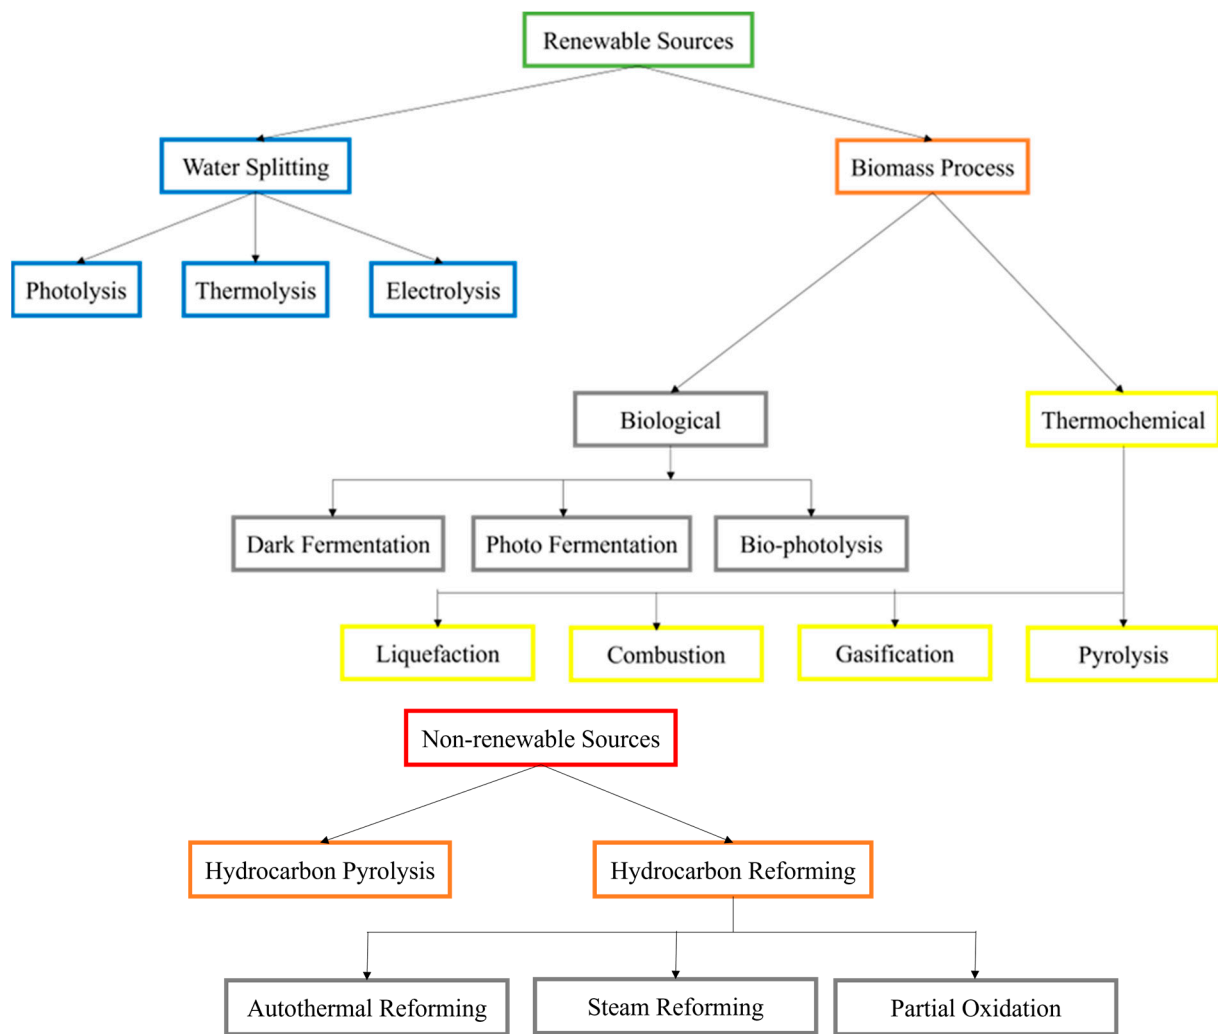 Renewable Sources
Water Splitting
Biomass Process
Photolysis
Thermolysis
Electrolysis
Biological
Thermochemical
Dark Fermentation
Photo Fermentation
Bio-photolysis
Liquefaction
Combustion
Gasification
Pyrolysis
Non-renewable Sources
Hydrocarbon Pyrolysis
Hydrocarbon Reforming
Autothermal Reforming
Steam Reforming
Partial Oxidation